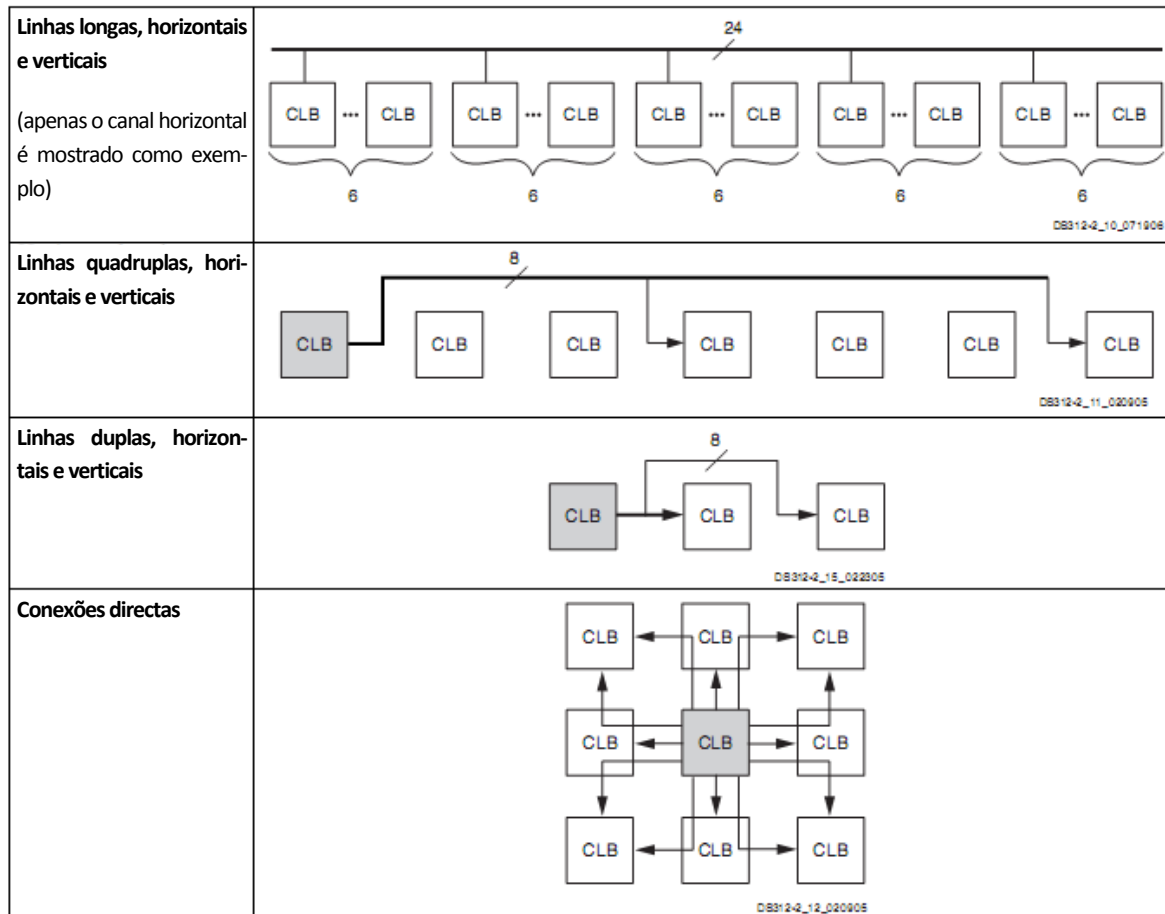 Linhas longas, horizontais
e verticais
(apenas o canal horizontal
é mostrado como exem-
plo)
24
CLB ... CLB CLB ... CLB CLB ... CLB CLB ... CLB CLB ... CLB
6 6 6 6 6
DS312-2_10_071906
Linhas quadruplas, hori-
zontais e verticais
8
CLB CLB CLB CLB CLB CLB CLB
DS312-2_11_020905
Linhas duplas, horizon-
tais e verticais
8
CLB CLB CLB
DS312-2_15_022305
Conexões directas
CLB CLB CLB
CLB CLB CLB
CLB CLB CLB
DS312-2_12_020905